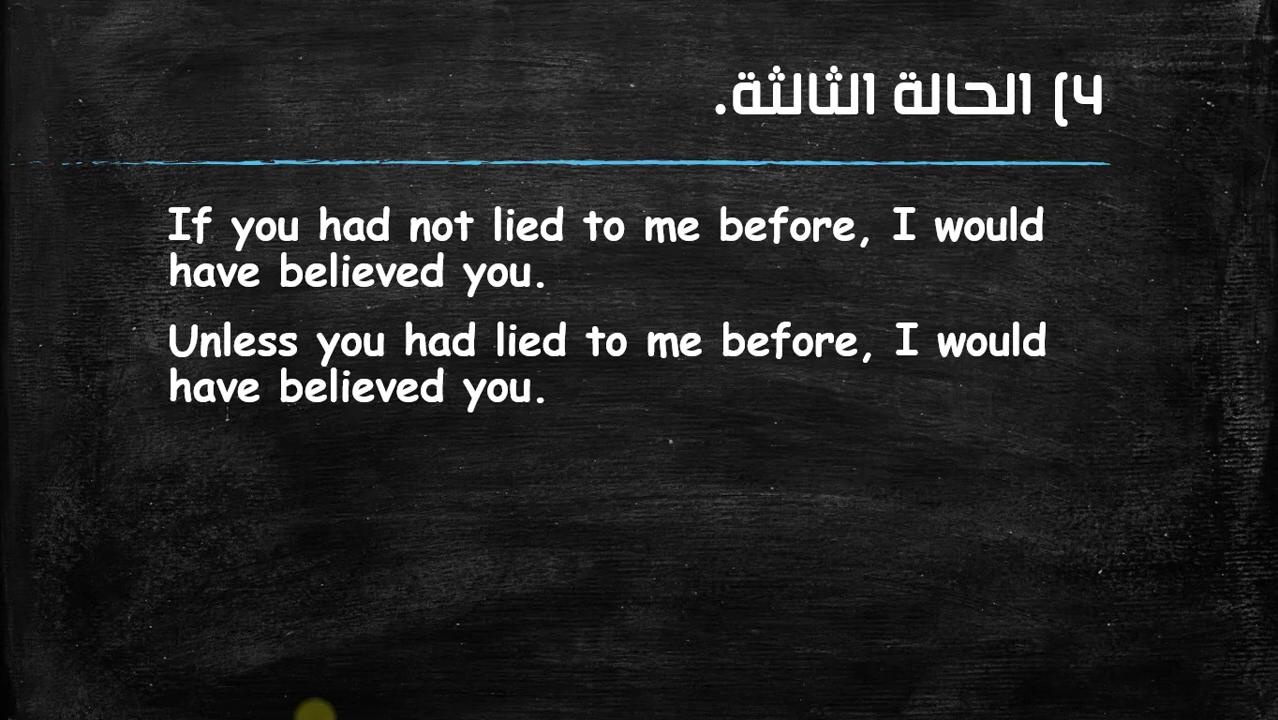 4) الحالة الثالثة.
If you had not lied to me before, I would
have believed you.
Unless you had lied to me before, I would
have believed you.